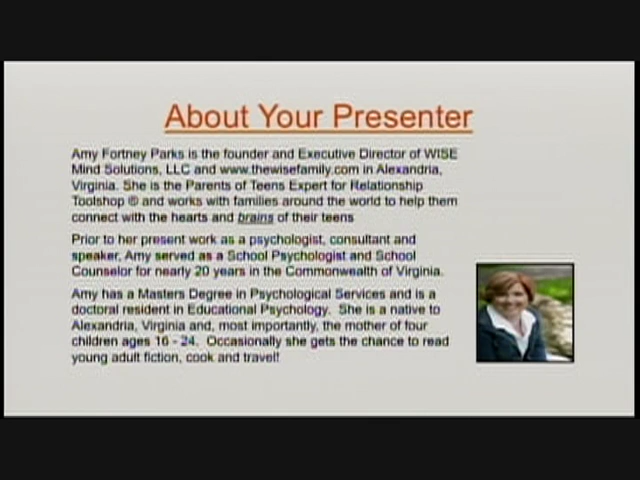 About Your Presenter
Amy Fortney Parks is the founder and Executive Director of WISE
Mind Solutions, LLC and www.thewisefamily.com in Alexandria,
Virginia. She is the Parents of Teens Expert for Relationship
Toolshop ® and works with families around the world to help them
connect with the hearts and brains of their teens
Prior to her present work as a psychologist, consultant and
speaker, Amy served as a School Psychologist and School
Counselor for nearly 20 years in the Commonwealth of Virginia.
Amy has a Masters Degree in Psychological Services and is a
doctoral resident in Educational Psychology. She is a native to
Alexandria, Virginia and, most importantly, the mother of four
children ages 16 - 24. Occasionally she gets the chance to read
young adult fiction, cook and travel!